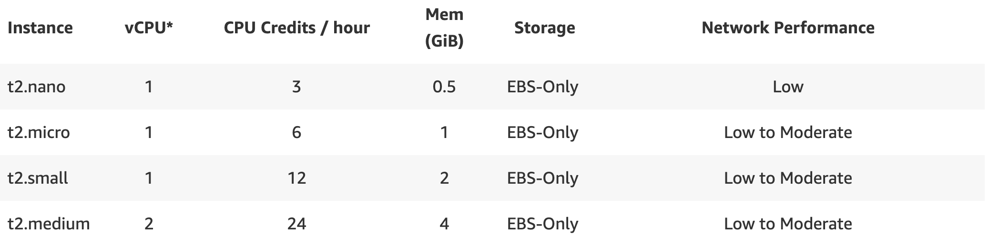 Instance vCPU* CPU Credits / hour Mem (GiB) Storage Network Performance
t2.nano 1 3 0.5 EBS-Only Low
t2.micro 1 6 1 EBS-Only Low to Moderate
t2.small 1 12 2 EBS-Only Low to Moderate
t2.medium 2 24 4 EBS-Only Low to Moderate